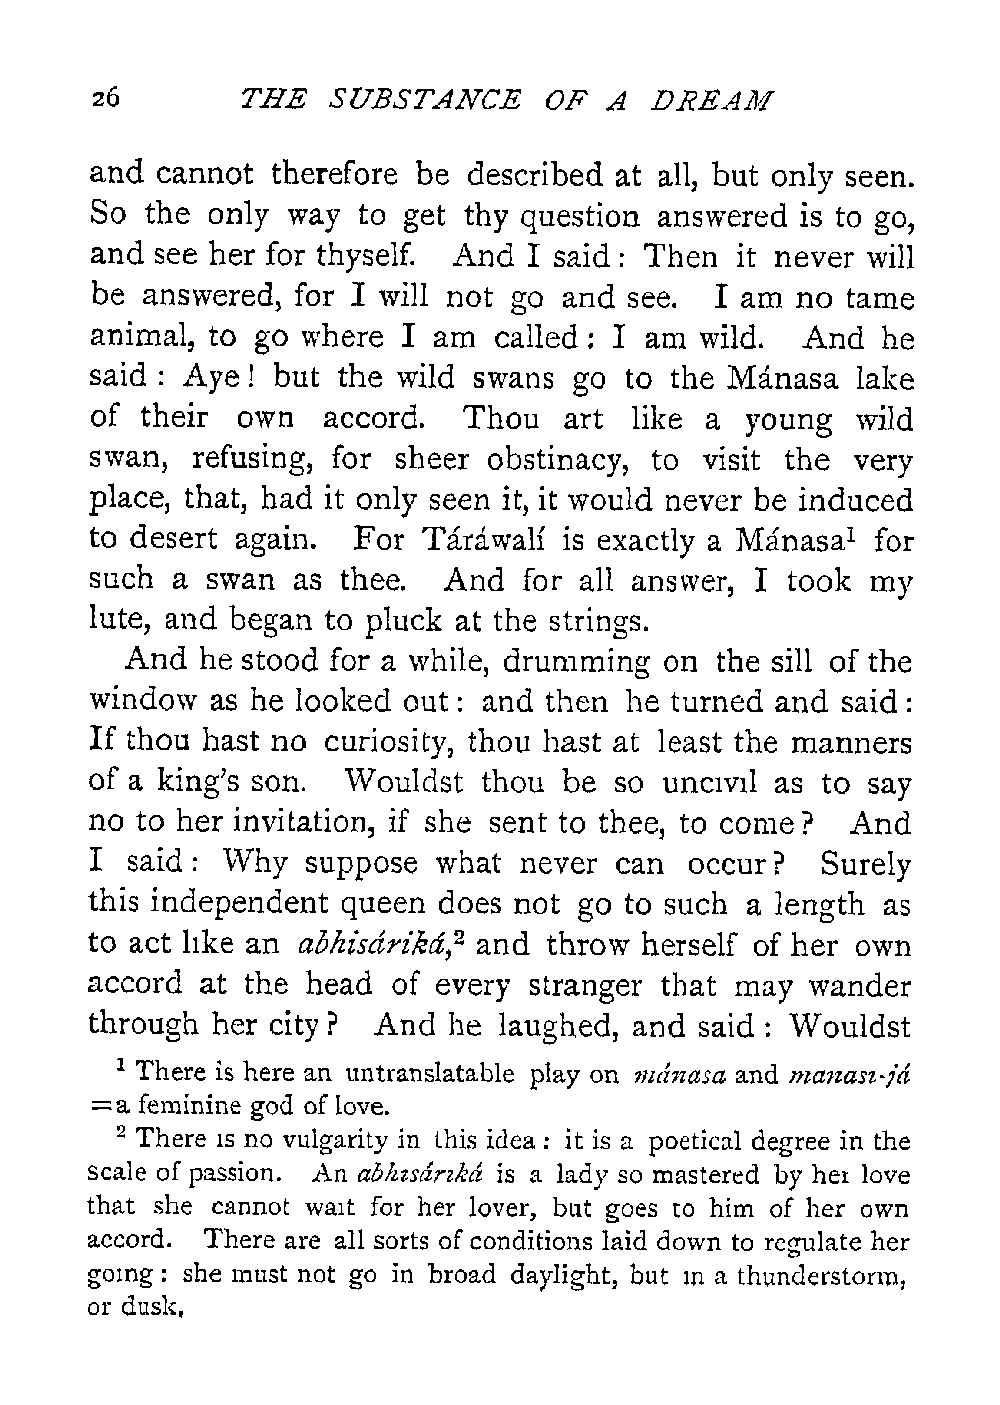 26 THE SUBSTANCE OF A DREAM
and cannot therefore be described at all, but only seen.
So the only way to get thy question answered is to go,
and see her for thyself. And I said : Then it never will
be answered, for I will not go and see. I am no tame
animal, to go where I am called : I am wild. And he
said : Aye ! but the wild swans go to the Mánasa lake
of their own accord. Thou art like a young wild
swan, refusing, for sheer obstinacy, to visit the very
place, that, had it only seen it, it would never be induced
to desert again. For Táráwalí is exactly a Mánasa¹ for
such a swan as thee. And for all answer, I took my
lute, and began to pluck at the strings.
And he stood for a while, drumming on the sill of the
window as he looked out : and then he turned and said :
If thou hast no curiosity, thou hast at least the manners
of a king's son. Wouldst thou be so uncivil as to say
no to her invitation, if she sent to thee, to come ? And
I said : Why suppose what never can occur ? Surely
this independent queen does not go to such a length as
to act like an abhisáriká,² and throw herself of her own
accord at the head of every stranger that may wander
through her city ? And he laughed, and said : Wouldst
¹ There is here an untranslatable play on mánasa and manasi-já
=a feminine god of love.
² There is no vulgarity in this idea : it is a poetical degree in the
scale of passion. An abhisáriká is a lady so mastered by her love
that she cannot wait for her lover, but goes to him of her own
accord. There are all sorts of conditions laid down to regulate her
going : she must not go in broad daylight, but in a thunderstorm,
or dusk,